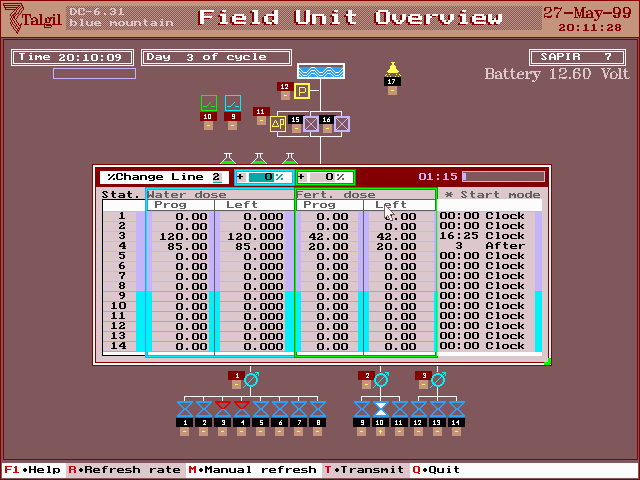 Talgil DC-6.31 blue mountain Field Unit Overview 27-May-99 20:11:28
Time 20:10:09 Day 3 of cycle SAPIR 7
Battery 12.60 Volt
17
12 P
10 9 11 ΔP 15 16
%Change Line 2 + 0 % + 0 % 01:15
Stat. Water dose Fert. dose * Start mode
Prog Left Prog Left
1 0.00 0.000 0.00 0.00 00:00 Clock
2 0.00 0.000 0.00 0.00 00:00 Clock
3 120.00 120.000 42.00 42.00 16:25 Clock
4 85.00 85.000 20.00 20.00 3 After
5 0.00 0.000 0.00 0.00 00:00 Clock
6 0.00 0.000 0.00 0.00 00:00 Clock
7 0.00 0.000 0.00 0.00 00:00 Clock
8 0.00 0.000 0.00 0.00 00:00 Clock
9 0.00 0.000 0.00 0.00 00:00 Clock
10 0.00 0.000 0.00 0.00 00:00 Clock
11 0.00 0.000 0.00 0.00 00:00 Clock
12 0.00 0.000 0.00 0.00 00:00 Clock
13 0.00 0.000 0.00 0.00 00:00 Clock
14 0.00 0.000 0.00 0.00 00:00 Clock
1 2 3
1 2 3 4 5 6 7 8 9 10 11 12 13 14
F1•Help R•Refresh rate M•Manual refresh T•Transmit Q•Quit